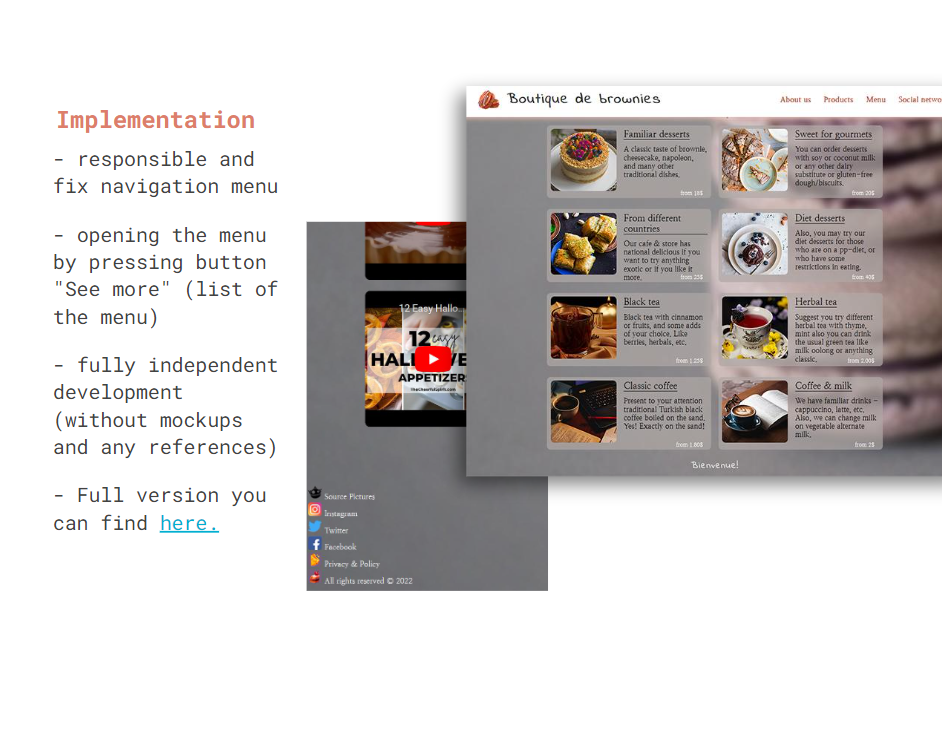 Implementation
- responsible and
fix navigation menu
- opening the menu
by pressing button
"See more" (list of
the menu)
- fully independent
development
(without mockups
and any references)
- Full version you
can find here.
12 Easy Hallo...
12 easy
APPETIZERS
Source Pictures
Instagram
Twitter
Facebook
Privacy & Policy
All rights reserved © 2022
Boutique de brownies
About us Products Menu Social netwo
Familiar desserts
A classic taste of brownie,
cheesecake, napoleon,
and many other
traditional dishes.
from 18$
Sweet for gourmets
You can order desserts
with soy or coconut milk
or any other dairy
substitute or gluten-free
dough/biscuits.
from 20$
From different
countries
Our cafe & store has
national delicious if you
want to try anything
exotic or if you like it
more.
from 25$
Diet desserts
Also, you may try our
diet desserts for those
who are on a pp-diet, or
who have some
restrictions in eating.
from 40$
Black tea
Black tea with cinnamon
or fruits, and some adds
of your choice. Like
berries, herbals, etc.
from 1.25$
Herbal tea
Suggest you try different
herbal tea with thyme,
mint also you can drink
the usual green tea like
milk oolong or anything
classic.
from 2.00$
Classic coffee
Present to your attention
traditional Turkish black
coffee boiled on the sand.
Yes! Exactly on the sand!
from 1.60$
Coffee & milk
We have familiar drinks –
cappuccino, latte, etc.
Also, we can change milk
on vegetable alternate
milk.
from 2$
Bienvenue!